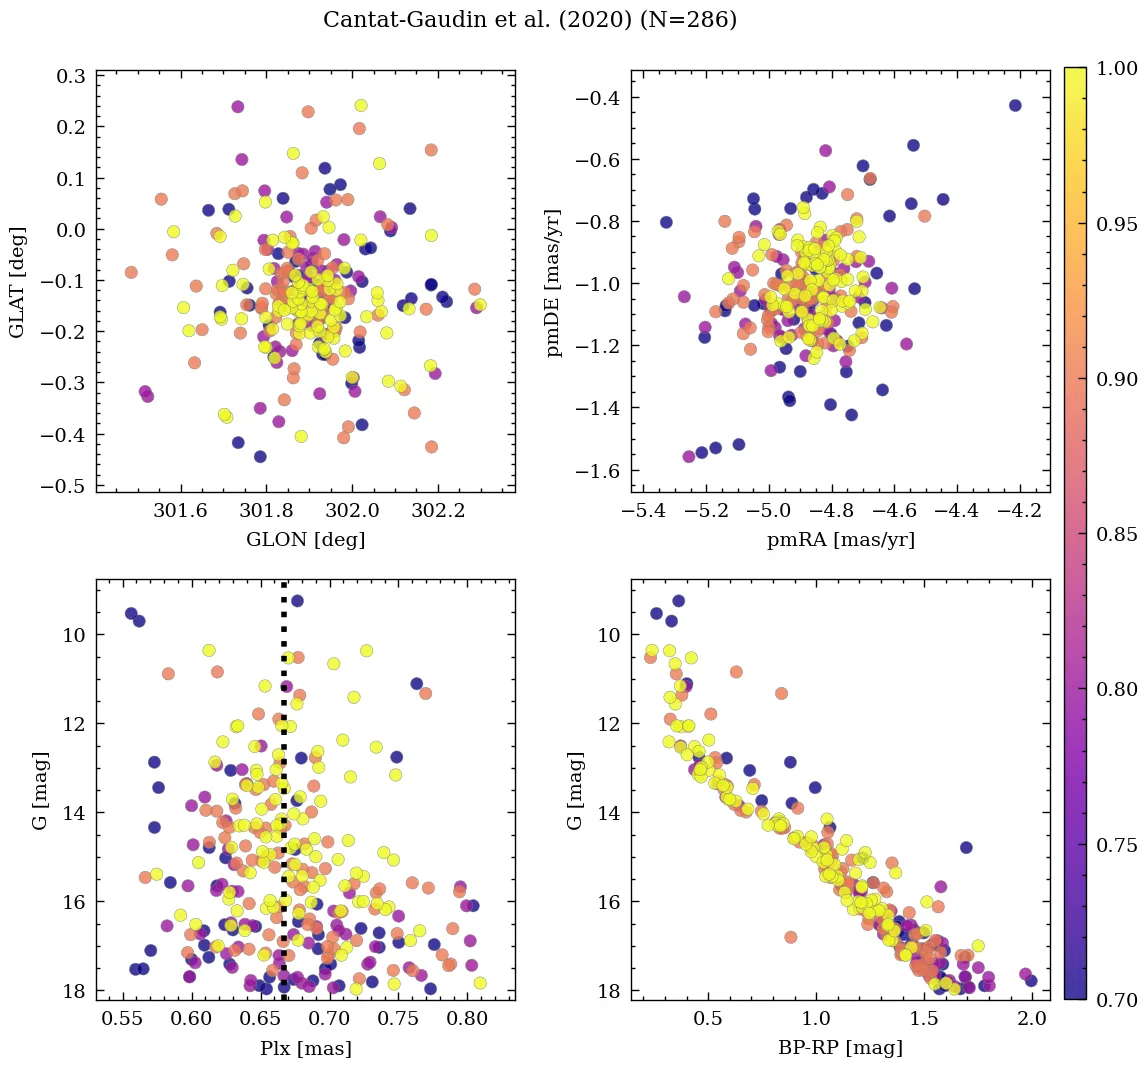 Cantat-Gaudin et al. (2020) (N=286)
0.3
0.2
0.1
0.0
−0.1
−0.2
−0.3
−0.4
−0.5
GLAT [deg]
301.6 301.8 302.0 302.2
GLON [deg]
−0.4
−0.6
−0.8
−1.0
−1.2
−1.4
−1.6
pmDE [mas/yr]
−5.4 −5.2 −5.0 −4.8 −4.6 −4.4 −4.2
pmRA [mas/yr]
10
12
14
16
18
G [mag]
0.55 0.60 0.65 0.70 0.75 0.80
Plx [mas]
10
12
14
16
18
G [mag]
0.5 1.0 1.5 2.0
BP-RP [mag]
1.00
0.95
0.90
0.85
0.80
0.75
0.70